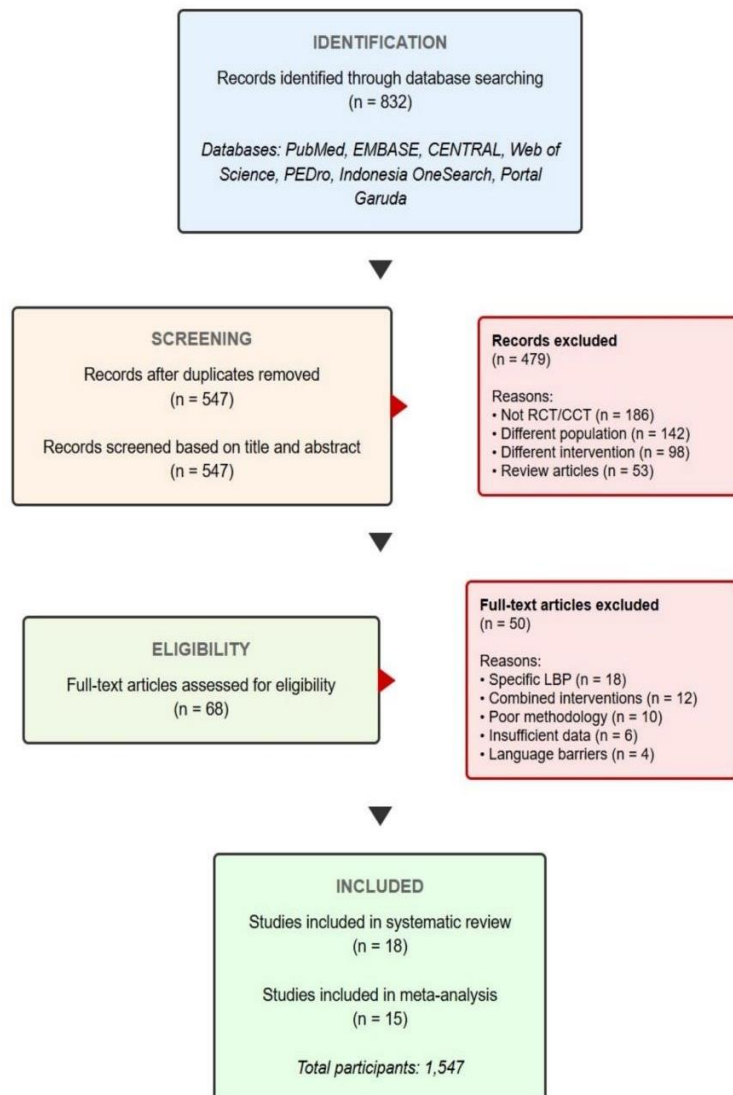 IDENTIFICATION
Records identified through database searching
(n = 832)
Databases: PubMed, EMBASE, CENTRAL, Web of
Science, PEDro, Indonesia OneSearch, Portal
Garuda
SCREENING
Records after duplicates removed
(n = 547)
Records screened based on title and abstract
(n = 547)
Records excluded
(n = 479)
Reasons:
• Not RCT/CCT (n = 186)
• Different population (n = 142)
• Different intervention (n = 98)
• Review articles (n = 53)
ELIGIBILITY
Full-text articles assessed for eligibility
(n = 68)
Full-text articles excluded
(n = 50)
Reasons:
• Specific LBP (n = 18)
• Combined interventions (n = 12)
• Poor methodology (n = 10)
• Insufficient data (n = 6)
• Language barriers (n = 4)
INCLUDED
Studies included in systematic review
(n = 18)
Studies included in meta-analysis
(n = 15)
Total participants: 1,547